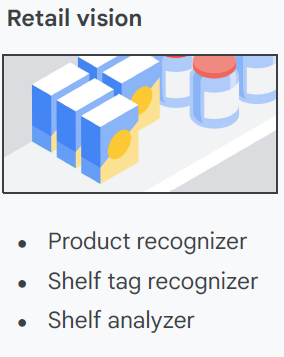 Retail vision
• Product recognizer
• Shelf tag recognizer
• Shelf analyzer